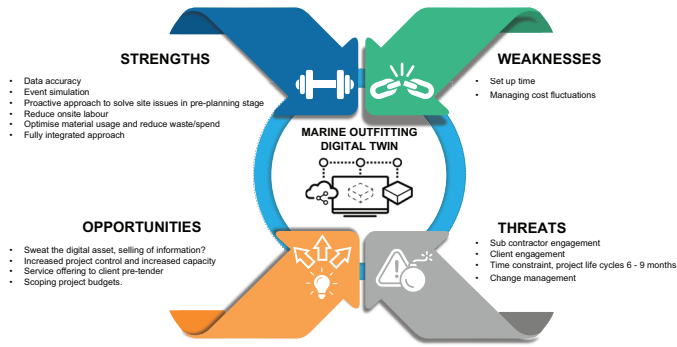 STRENGTHS
• Data accuracy
• Event simulation
• Proactive approach to solve site issues in pre-planning stage
• Reduce onsite labour
• Optimise material usage and reduce waste/spend
• Fully integrated approach
WEAKNESSES
• Set up time
• Managing cost fluctuations
MARINE OUTFITTING
DIGITAL TWIN
OPPORTUNITIES
• Sweat the digital asset, selling of information?
• Increased project control and increased capacity
• Service offering to client pre-tender
• Scoping project budgets.
THREATS
• Sub contractor engagement
• Client engagement
• Time constraint, project life cycles 6 - 9 months
• Change management